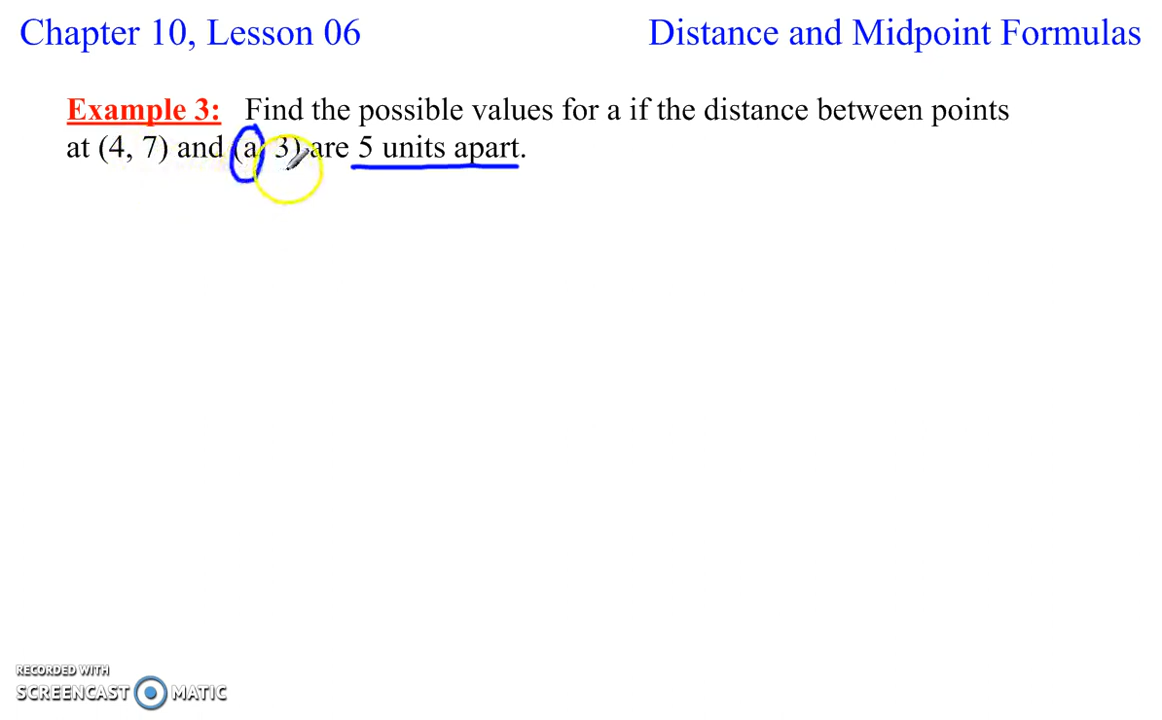 Chapter 10, Lesson 06
Distance and Midpoint Formulas
Example 3: Find the possible values for a if the distance between points
at (4, 7) and (a, 3) are 5 units apart.
RECORDED WITH
SCREENCAST MATIC